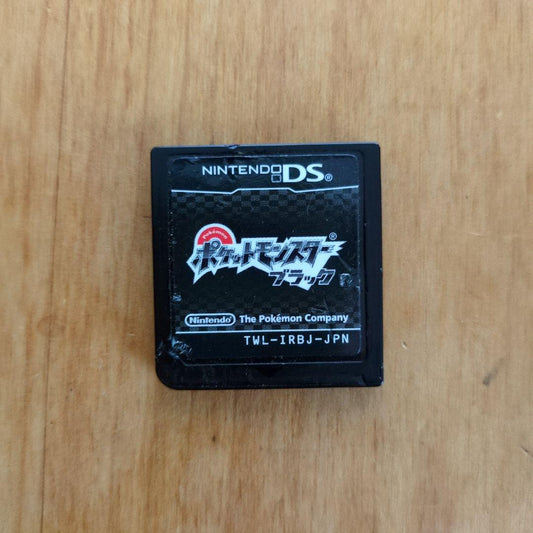 NINTENDO DS®
Pokémon
ポケットモンスター®
ブラック
Nintendo® The Pokémon Company
TWL-IRBJ-JPN